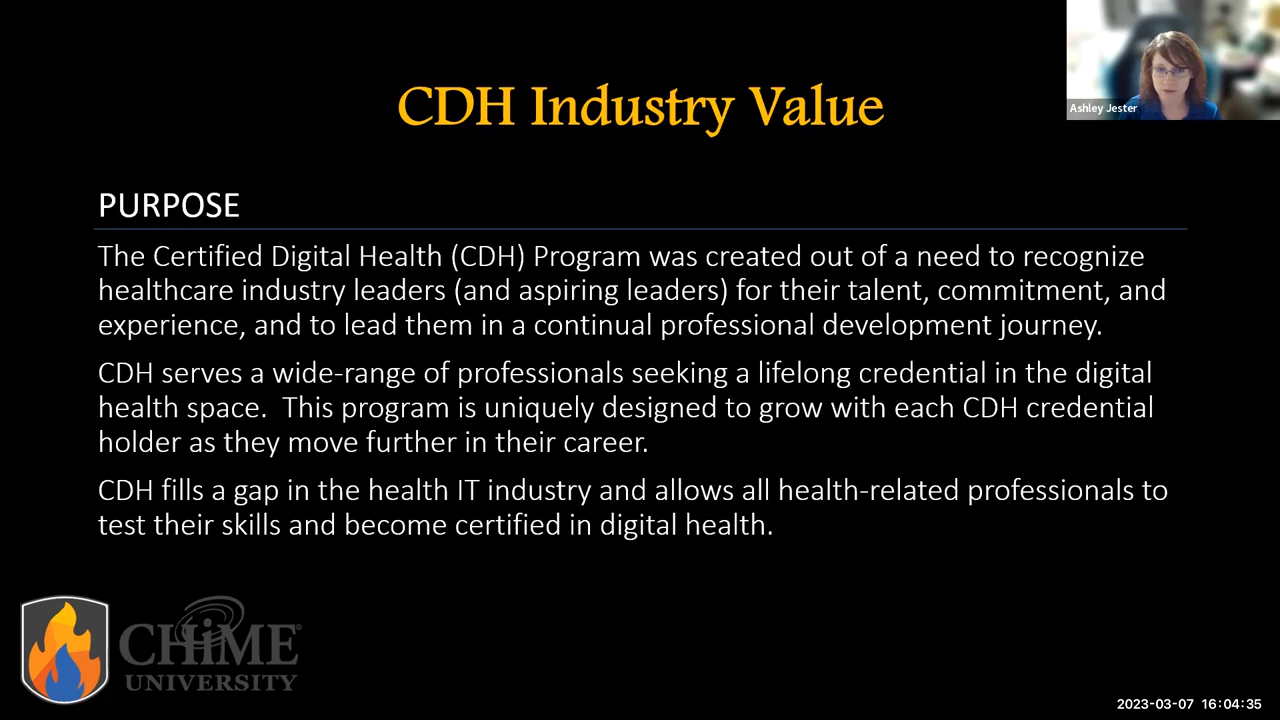 CDH Industry Value
Ashley Jester
PURPOSE
The Certified Digital Health (CDH) Program was created out of a need to recognize
healthcare industry leaders (and aspiring leaders) for their talent, commitment, and
experience, and to lead them in a continual professional development journey.
CDH serves a wide-range of professionals seeking a lifelong credential in the digital
health space.  This program is uniquely designed to grow with each CDH credential
holder as they move further in their career.
CDH fills a gap in the health IT industry and allows all health-related professionals to
test their skills and become certified in digital health.
CHiME®
UNIVERSITY
2023-03-07 16:04:35